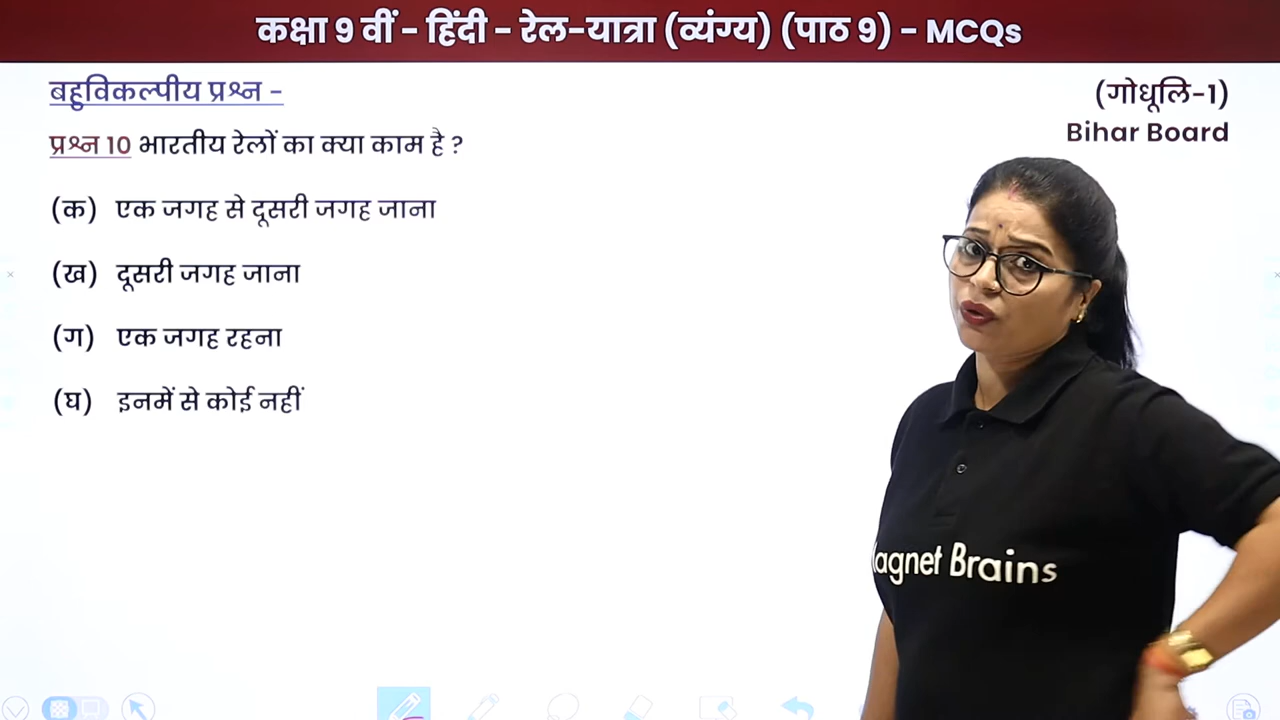 कक्षा 9 वीं - हिंदी - रेल-यात्रा (व्यंग्य) (पाठ 9) - MCQs
बहुविकल्पीय प्रश्न -
(गोधूलि-1)
Bihar Board
प्रश्न 10 भारतीय रेलों का क्या काम है ?
(क) एक जगह से दूसरी जगह जाना
(ख) दूसरी जगह जाना
(ग) एक जगह रहना
(घ) इनमें से कोई नहीं
agnet Brains